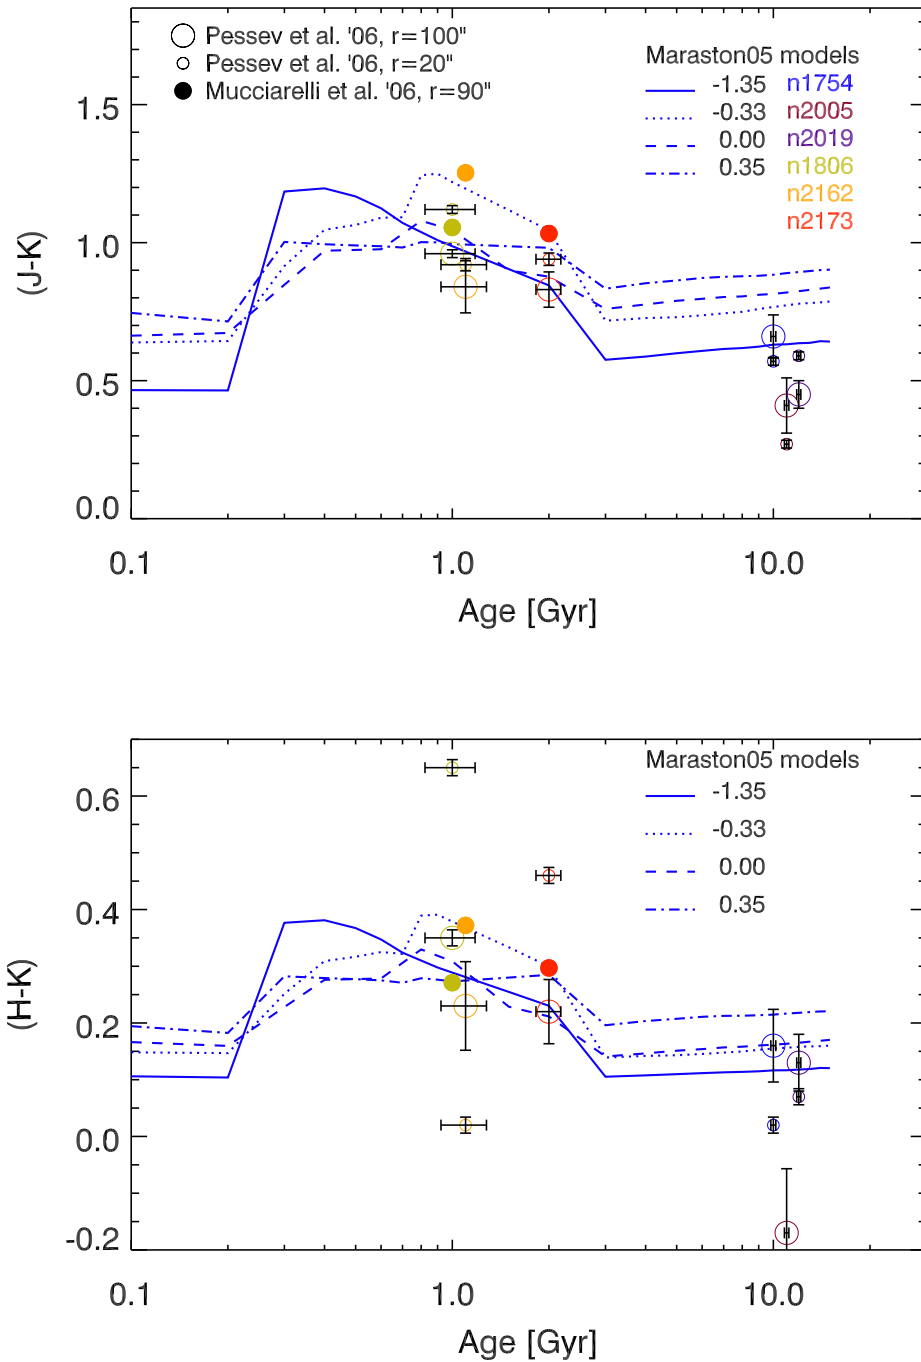 Pessev et al. '06, r=100"
Pessev et al. '06, r=20"
Mucciarelli et al. '06, r=90"
Maraston05 models
-1.35 n1754
-0.33 n2005
0.00 n2019
0.35 n1806
n2162
n2173
1.5
1.0
0.5
0.0
(J-K)
0.1 1.0 10.0
Age [Gyr]
Maraston05 models
-1.35
-0.33
0.00
0.35
0.6
0.4
0.2
0.0
-0.2
(H-K)
0.1 1.0 10.0
Age [Gyr]